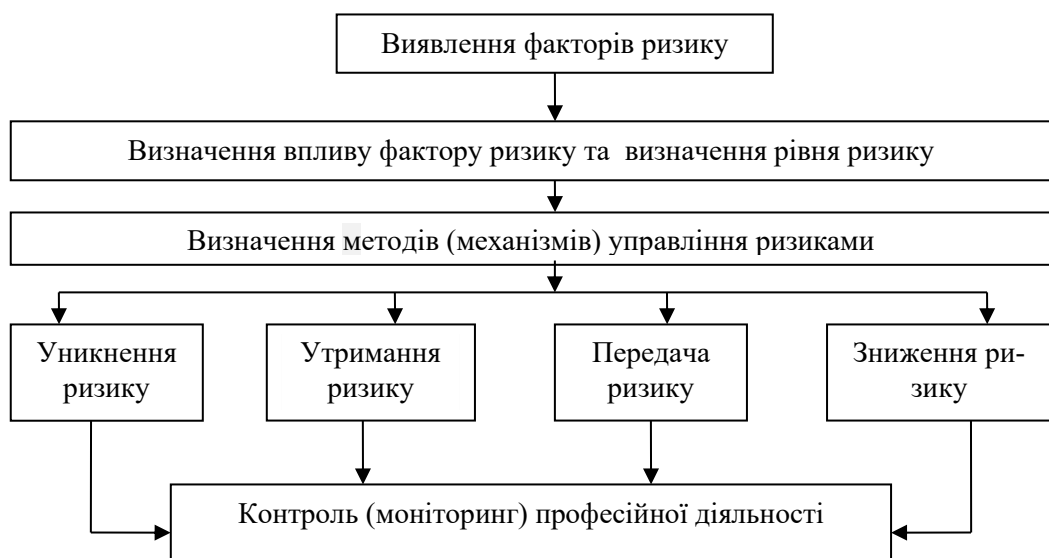 Виявлення факторів ризику
Визначення впливу фактору ризику та визначення рівня ризику
Визначення методів (механізмів) управління ризиками
Уникнення
ризику
Утримання
ризику
Передача
ризику
Зниження ри-
зику
Контроль (моніторинг) професійної діяльності